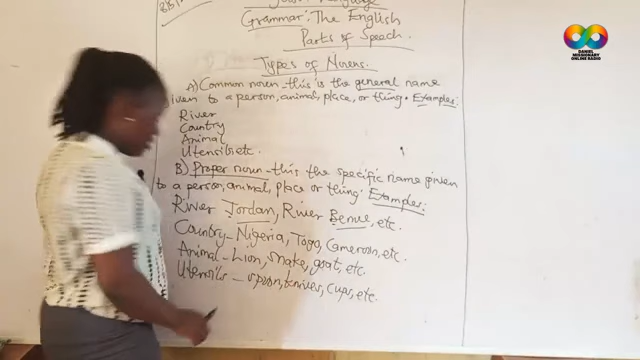 Language
Grammar: The English
Parts of Speech.
Types of Nouns.
A) Common noun - this is the general name
given to a person, animal, place, or thing. Examples:
River
Country
Animal
Utensils etc.
B) Proper noun - this the specific name given
to a person, animal, place or thing. Examples:
River Jordan, River Benue, etc.
Country - Nigeria, Togo, Cameroon, etc.
Animal - Lion, snake, goat, etc.
Utensils - spoon, knives, cups, etc.
DANIEL
MISSIONARY
ONLINE RADIO